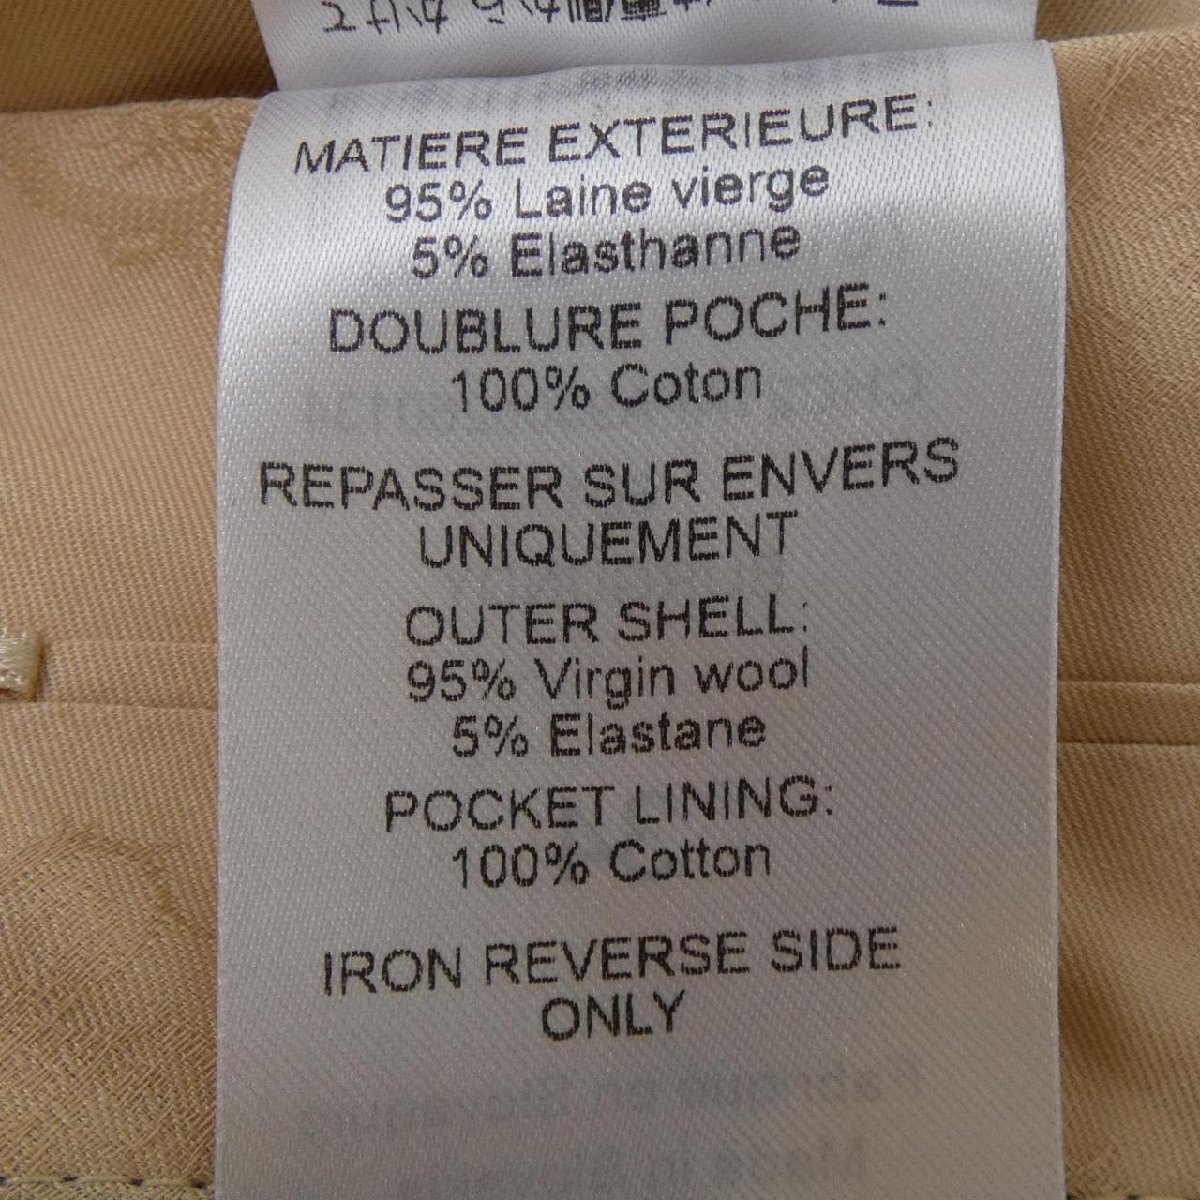 MATIERE EXTERIEURE:
95% Laine vierge
5% Elasthanne
DOUBLURE POCHE:
100% Coton
REPASSER SUR ENVERS
UNIQUEMENT
OUTER SHELL:
95% Virgin wool
5% Elastane
POCKET LINING:
100% Cotton
IRON REVERSE SIDE
ONLY